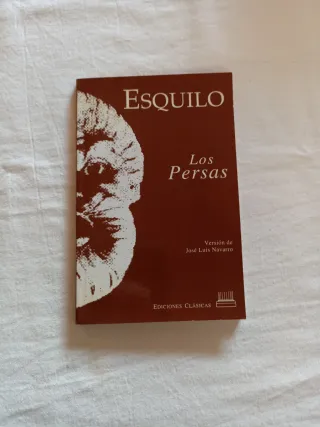 ESQUILO
Los
Persas
Versión de
José Luis Navarro
EDICIONES CLÁSICAS